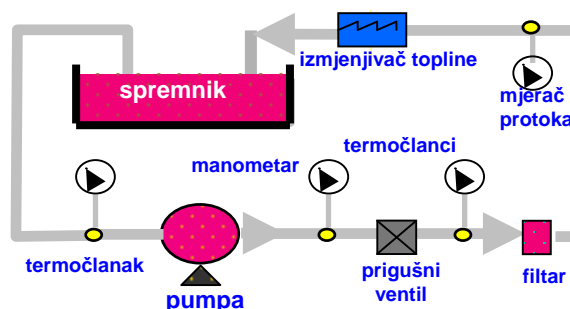 spremnik
izmjenjivač topline
mjerač
protoka
manometar
termočlanci
termočlanak
pumpa
prigušni
ventil
filtar